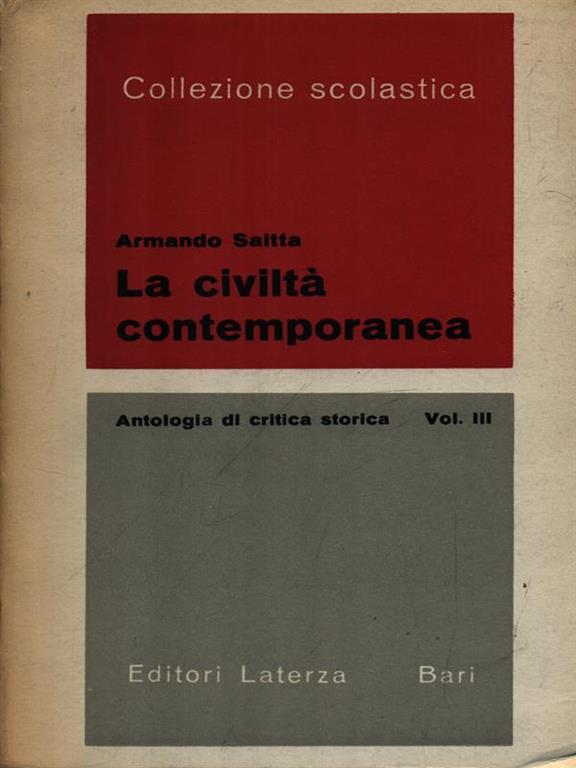 Collezione scolastica
Armando Saitta
La civiltà
contemporanea
Antologia di critica storica Vol. III
Editori Laterza Bari